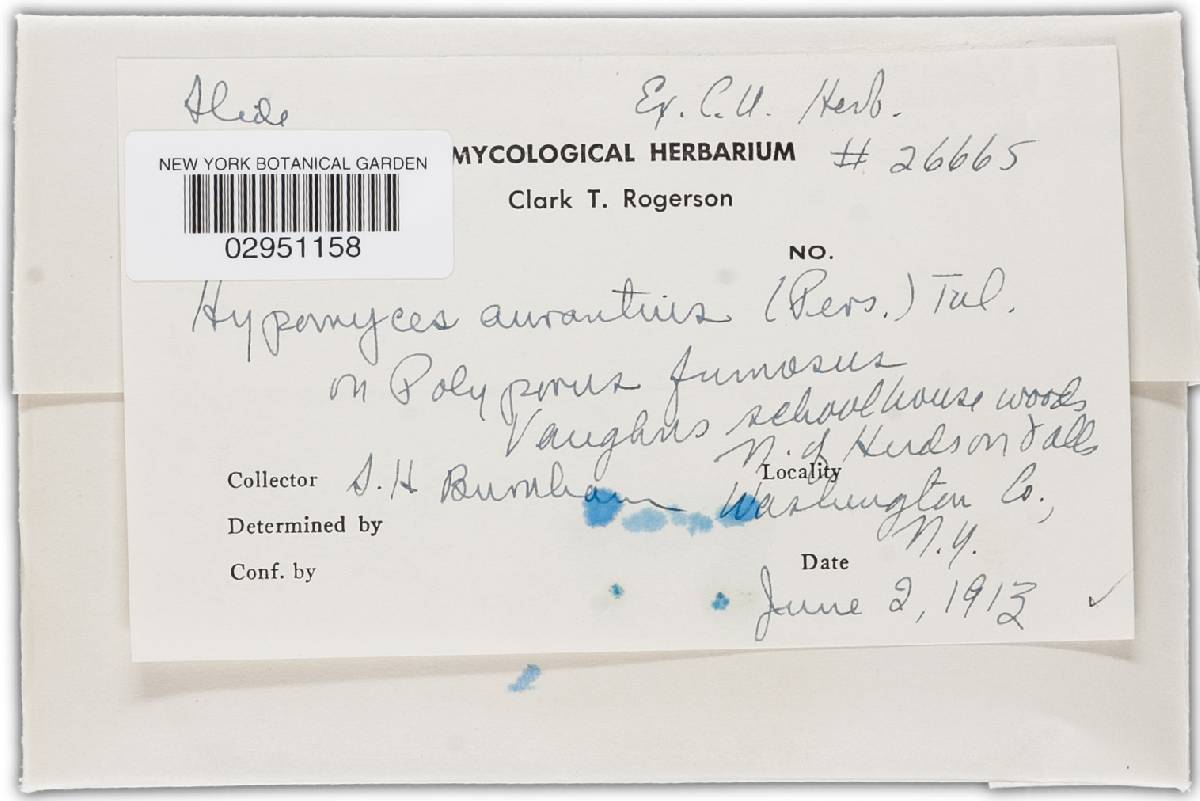 Slide
Ex. C.U. Herb.
NEW YORK BOTANICAL GARDEN
02951158
MYCOLOGICAL HERBARIUM # 26665
Clark T. Rogerson
NO.
Hypomyces aurantius (Pers.) Tul.
on Polyporus fumosus
Vaughns schoolhouse woods
N. of Hudson Falls
Collector S. H Burnham Locality Washington Co.,
Determined by
N.Y.
Conf. by
Date
June 2, 1913